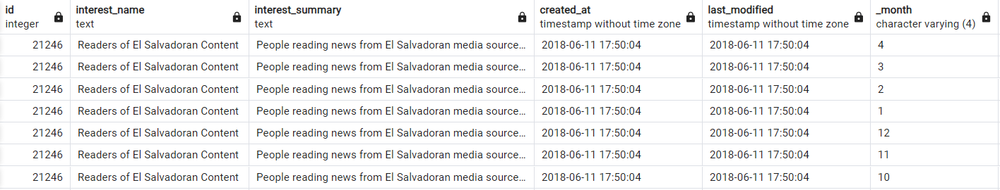 id interest_name interest_summary created_at last_modified _month
integer text text timestamp without time zone timestamp without time zone character varying (4)
21246 Readers of El Salvadoran Content People reading news from El Salvadoran media source... 2018-06-11 17:50:04 2018-06-11 17:50:04 4
21246 Readers of El Salvadoran Content People reading news from El Salvadoran media source... 2018-06-11 17:50:04 2018-06-11 17:50:04 3
21246 Readers of El Salvadoran Content People reading news from El Salvadoran media source... 2018-06-11 17:50:04 2018-06-11 17:50:04 2
21246 Readers of El Salvadoran Content People reading news from El Salvadoran media source... 2018-06-11 17:50:04 2018-06-11 17:50:04 1
21246 Readers of El Salvadoran Content People reading news from El Salvadoran media source... 2018-06-11 17:50:04 2018-06-11 17:50:04 12
21246 Readers of El Salvadoran Content People reading news from El Salvadoran media source... 2018-06-11 17:50:04 2018-06-11 17:50:04 11
21246 Readers of El Salvadoran Content People reading news from El Salvadoran media source... 2018-06-11 17:50:04 2018-06-11 17:50:04 10